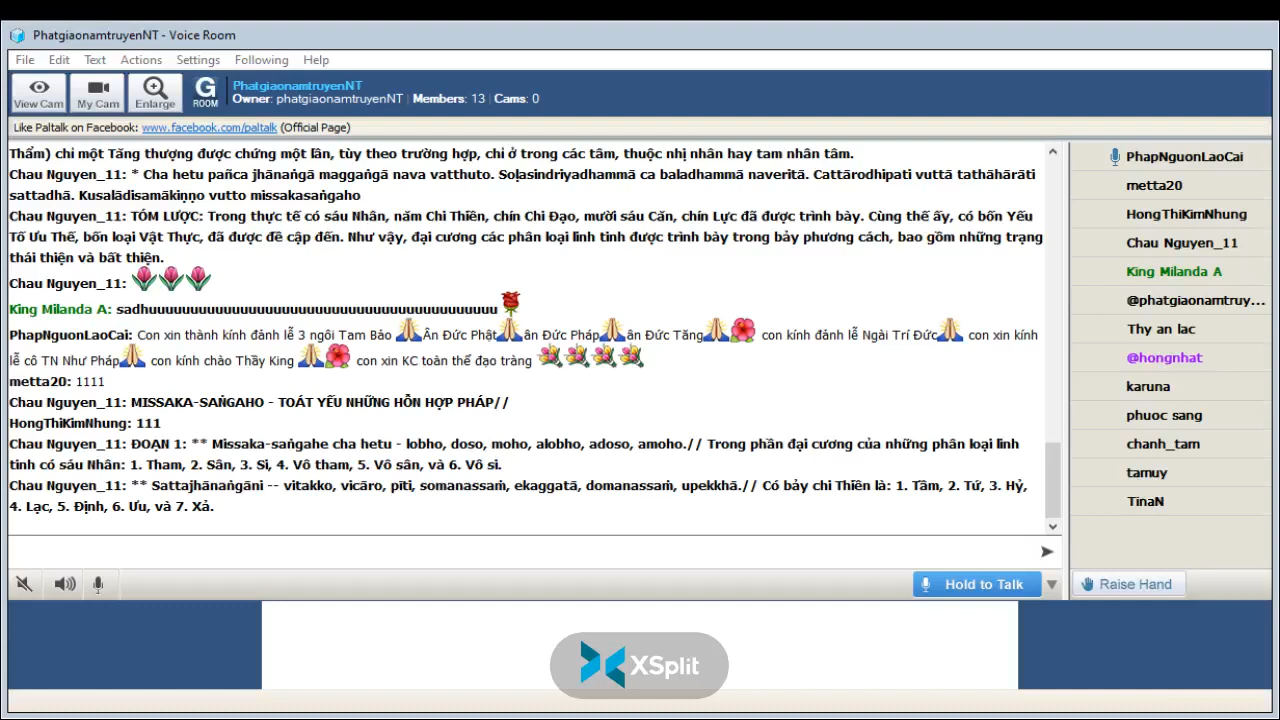 PhatgiaonamtruyenNT - Voice Room
File Edit Text Actions Settings Following Help
View Cam My Cam Enlarge G ROOM
PhatgiaonamtruyenNT
Owner: phatgiaonamtruyenNT | Members: 13 | Cams: 0
Like Paltalk on Facebook: www.facebook.com/paltalk (Official Page)
Thẩm) chỉ một Tăng thượng được chứng một lần, tùy theo trường hợp, chỉ ở trong các tâm, thuộc nhị nhân hay tam nhân tâm.
Chau Nguyen_11: * Cha hetu pañca jhānaṅgā maggaṅgā nava vatthuto. Soḷasindriyadhammā ca baladhammā naveritā. Cattārodhipati vuttā tathāhārāti
sattadhā. Kusalādisamākiṇṇo vutto missakasaṅgaho
Chau Nguyen_11: TÓM LƯỢC: Trong thực tế có sáu Nhân, năm Chi Thiền, chín Chi Đạo, mười sáu Căn, chín Lực đã được trình bày. Cùng thế ấy, có bốn Yếu
Tố Ưu Thế, bốn loại Vật Thực, đã được đề cập đến. Như vậy, đại cương các phân loại linh tinh được trình bày trong bảy phương cách, bao gồm những trạng
thái thiện và bất thiện.
Chau Nguyen_11:
King Milanda A: sadhuuuuuuuuuuuuuuuuuuuuuuuuuuuuuuuuuuuuuuuuu
PhapNguonLaoCai: Con xin thành kính đảnh lễ 3 ngôi Tam Bảo Ân Đức Phật ân Đức Pháp ân Đức Tăng con kính đảnh lễ Ngài Trí Đức con xin kính
lễ cô TN Như Pháp con kính chào Thầy King con xin KC toàn thể đạo tràng
metta20: 1111
Chau Nguyen_11: MISSAKA-SAṄGAHO - TOÁT YẾU NHỮNG HỖN HỢP PHÁP//
HongThiKimNhung: 111
Chau Nguyen_11: ĐOẠN 1: ** Missaka-saṅgahe cha hetu - lobho, doso, moho, alobho, adoso, amoho.// Trong phần đại cương của những phân loại linh
tinh có sáu Nhân: 1. Tham, 2. Sân, 3. Si, 4. Vô tham, 5. Vô sân, và 6. Vô si.
Chau Nguyen_11: ** Sattajhānaṅgāni -- vitakko, vicāro, pīti, somanassaṁ, ekaggatā, domanassaṁ, upekkhā.// Có bảy chi Thiền là: 1. Tầm, 2. Tứ, 3. Hỷ,
4. Lạc, 5. Định, 6. Ưu, và 7. Xả.
PhapNguonLaoCai
metta20
HongThiKimNhung
Chau Nguyen_11
King Milanda A
@phatgiaonamtruy...
Thy an lac
@hongnhat
karuna
phuoc sang
chanh_tam
tamuy
TinaN
Hold to Talk
Raise Hand
XSplit